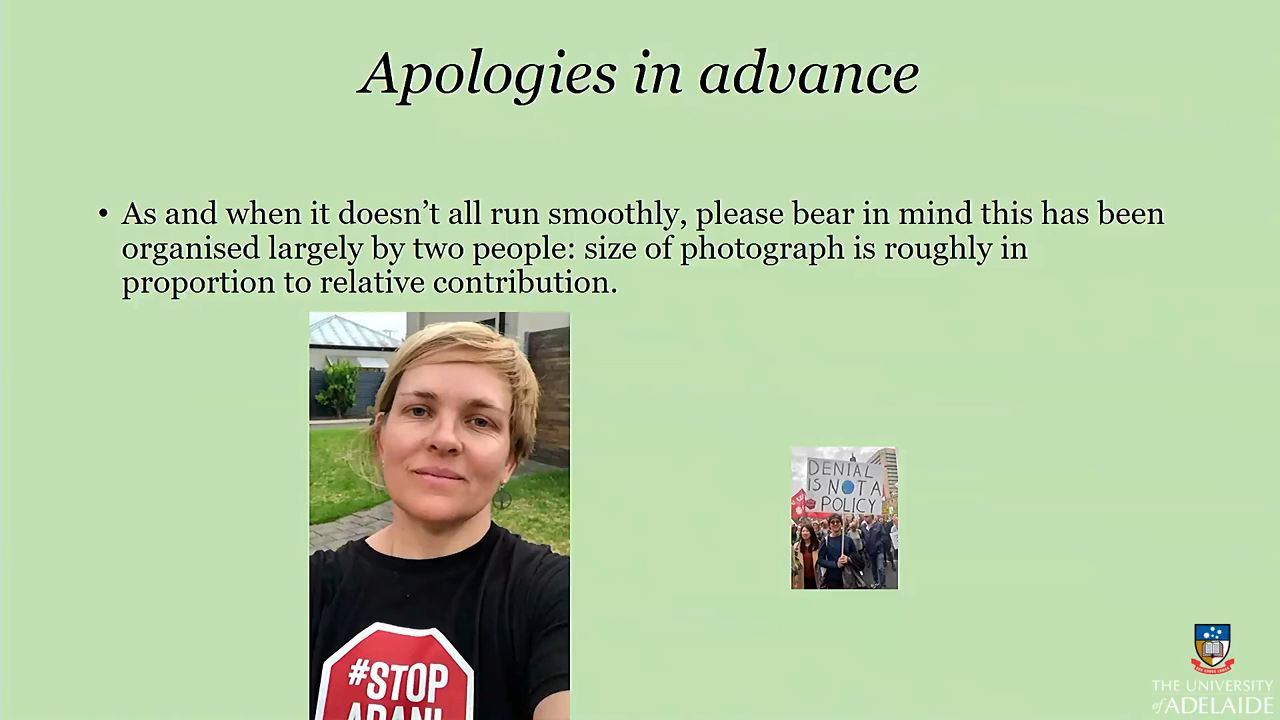 Apologies in advance
• As and when it doesn’t all run smoothly, please bear in mind this has been
organised largely by two people: size of photograph is roughly in
proportion to relative contribution.
DENIAL
IS NOT A
POLICY
#STOP
ADANI
THE UNIVERSITY
of ADELAIDE